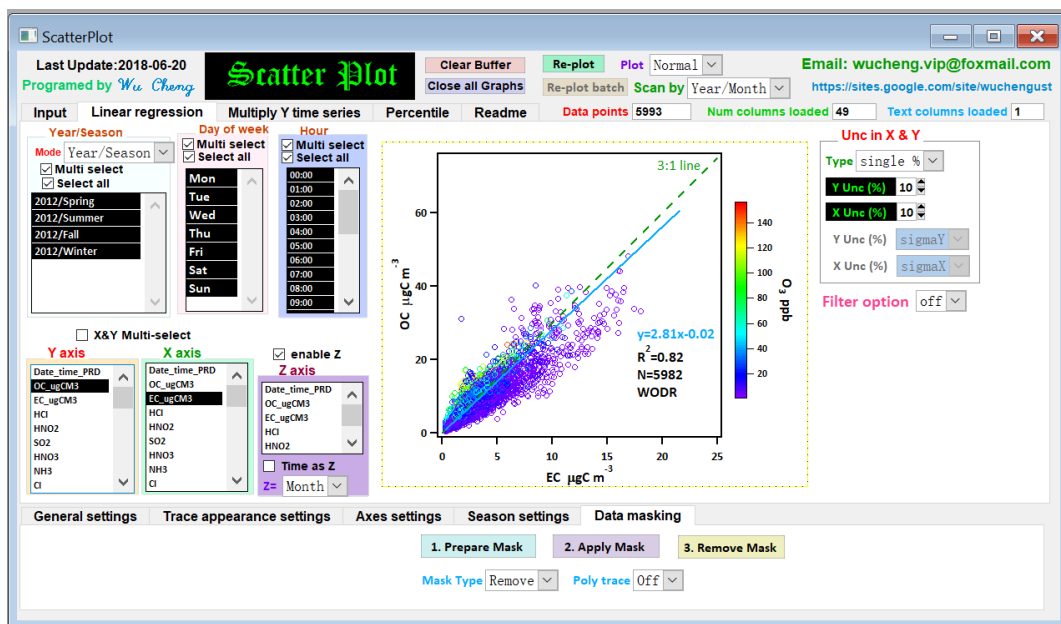 ScatterPlot
Last Update:2018-06-20
Programed by Wu Cheng
Scatter Plot
Clear Buffer
Close all Graphs
Re-plot
Re-plot batch
Plot Normal
Scan by Year/Month
Email: wucheng.vip@foxmail.com
https://sites.google.com/site/wuchengust
Input Linear regression Multiply Y time series Percentile Readme
Data points 5993 Num columns loaded 49 Text columns loaded 1
Year/Season
Mode Year/Season
Multi select
Select all
2012/Spring
2012/Summer
2012/Fall
2012/Winter
Day of week
Multi select
Select all
Mon
Tue
Wed
Thu
Fri
Sat
Sun
Hour
Multi select
Select all
00:00
01:00
02:00
03:00
04:00
05:00
06:00
07:00
08:00
09:00
X&Y Multi-select
Y axis
Date_time_PRD
OC_ugCM3
EC_ugCM3
HCl
HNO2
SO2
HNO3
NH3
Cl
X axis
Date_time_PRD
OC_ugCM3
EC_ugCM3
HCl
HNO2
SO2
HNO3
NH3
Cl
enable Z
Z axis
Date_time_PRD
OC_ugCM3
EC_ugCM3
HCl
HNO2
Time as Z
Z= Month
OC μgC m-3
60
40
20
0
0 5 10 15 20 25
EC μgC m-3
3:1 line
y=2.81x-0.02
R2=0.82
N=5982
WODR
140
120
100
80
60
40
20
O3 ppb
Unc in X & Y
Type single %
Y Unc (%) 10
X Unc (%) 10
Y Unc (%) sigmaY
X Unc (%) sigmaX
Filter option off
General settings Trace appearance settings Axes settings Season settings Data masking
1. Prepare Mask 2. Apply Mask 3. Remove Mask
Mask Type Remove Poly trace Off